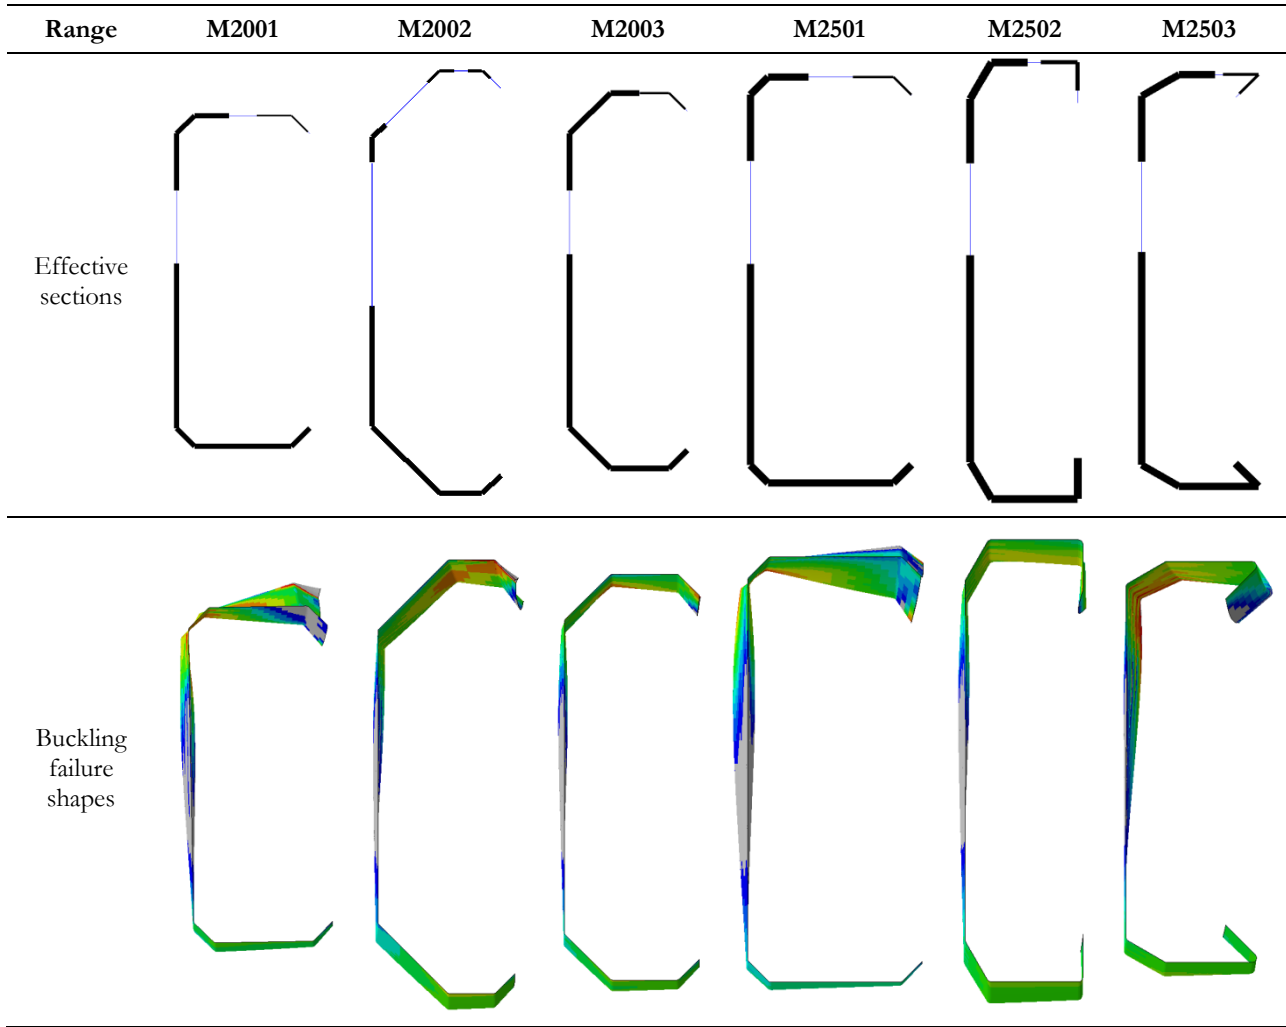 Range M2001 M2002 M2003 M2501 M2502 M2503
Effective
sections
Buckling
failure
shapes